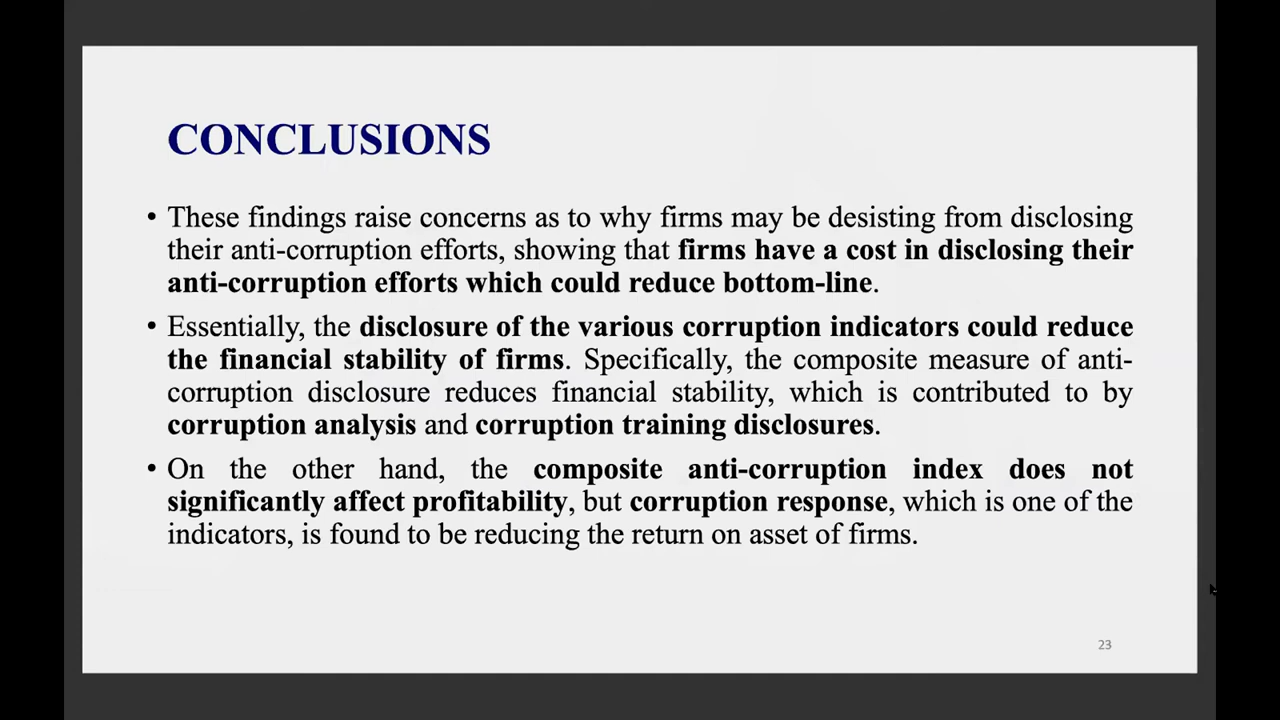 CONCLUSIONS
• These findings raise concerns as to why firms may be desisting from disclosing
their anti-corruption efforts, showing that firms have a cost in disclosing their
anti-corruption efforts which could reduce bottom-line.
• Essentially, the disclosure of the various corruption indicators could reduce
the financial stability of firms. Specifically, the composite measure of anti-
corruption disclosure reduces financial stability, which is contributed to by
corruption analysis and corruption training disclosures.
• On the other hand, the composite anti-corruption index does not
significantly affect profitability, but corruption response, which is one of the
indicators, is found to be reducing the return on asset of firms.
23